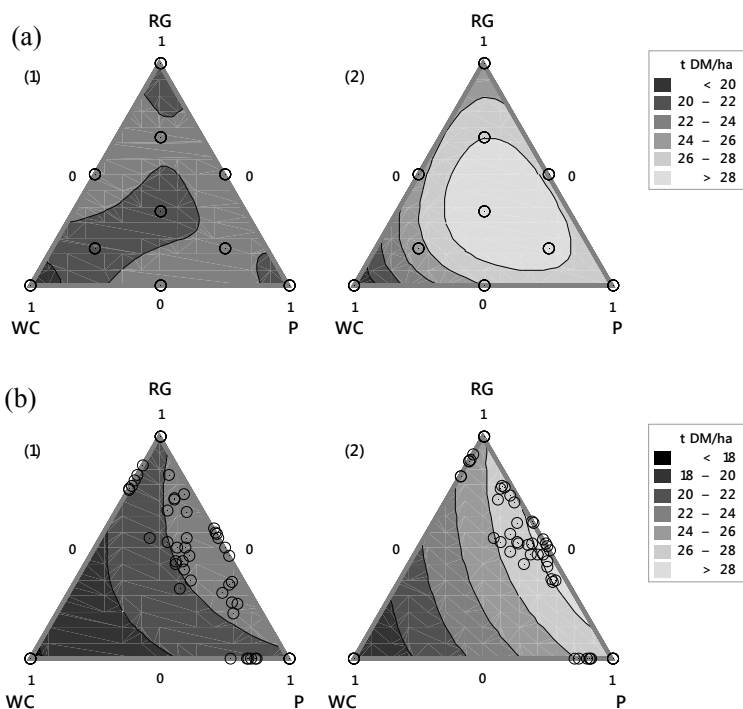 (a)
RG
1
(1)
0
0
1
0
1
WC
P
RG
1
(2)
0
0
1
0
1
WC
P
t DM/ha
< 20
20 – 22
22 – 24
24 – 26
26 – 28
> 28
(b)
RG
1
(1)
0
0
1
0
1
WC
P
RG
1
(2)
0
0
1
0
1
WC
P
t DM/ha
< 18
18 – 20
20 – 22
22 – 24
24 – 26
26 – 28
> 28